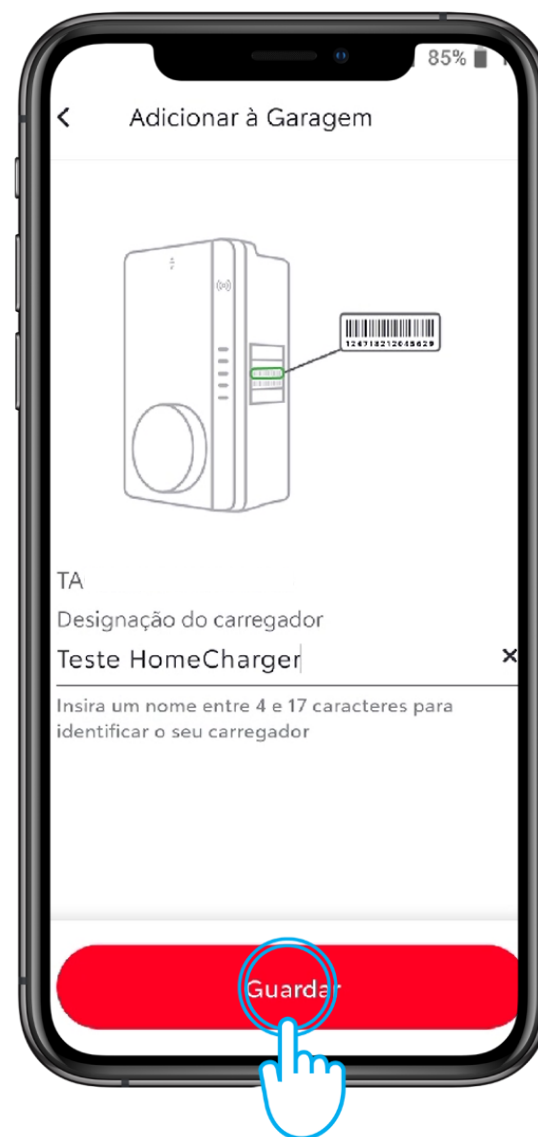 85%
Adicionar à Garagem
124718212045629
TA
Designação do carregador
Teste HomeCharger
Insira um nome entre 4 e 17 caracteres para
identificar o seu carregador
Guardar